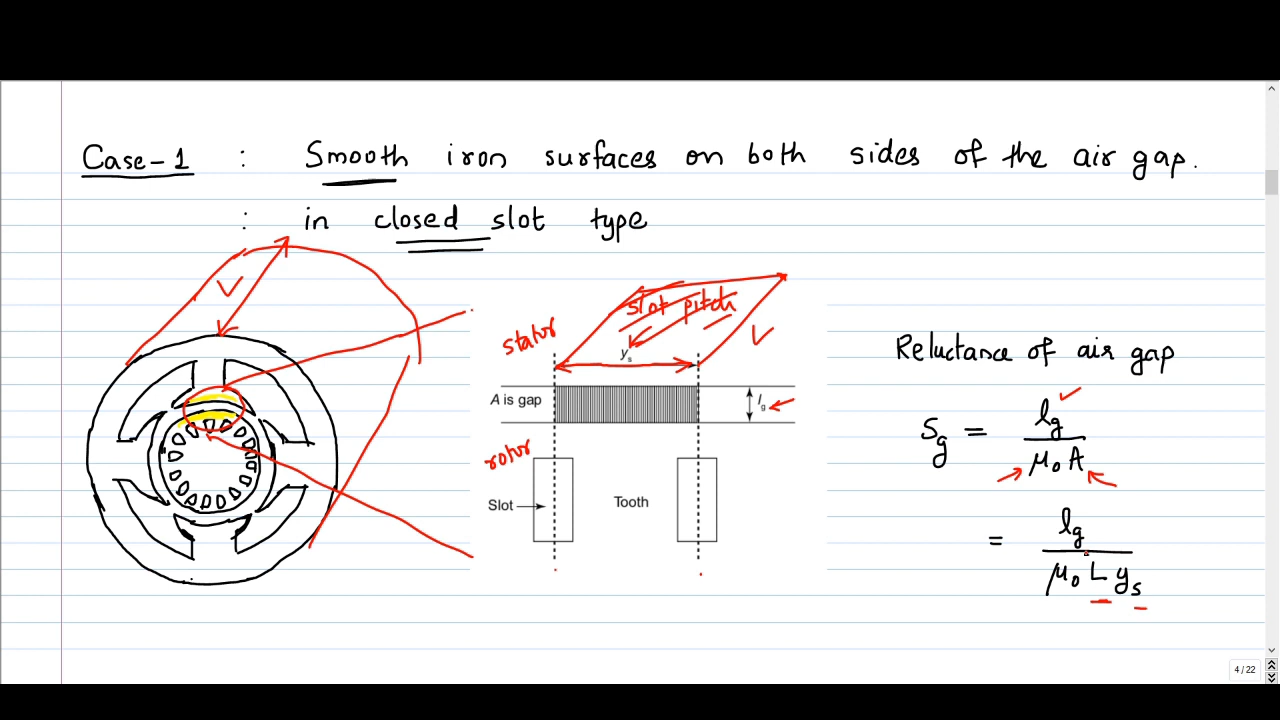 Case-1 : Smooth iron surfaces on both sides of the air gap.
: in closed slot type
slot pitch
stator
ys
Reluctance of air gap
A is gap
lg
Sg = lg / μ0 A
rotor
Slot
Tooth
= lg / μ0 L ys
4 / 22